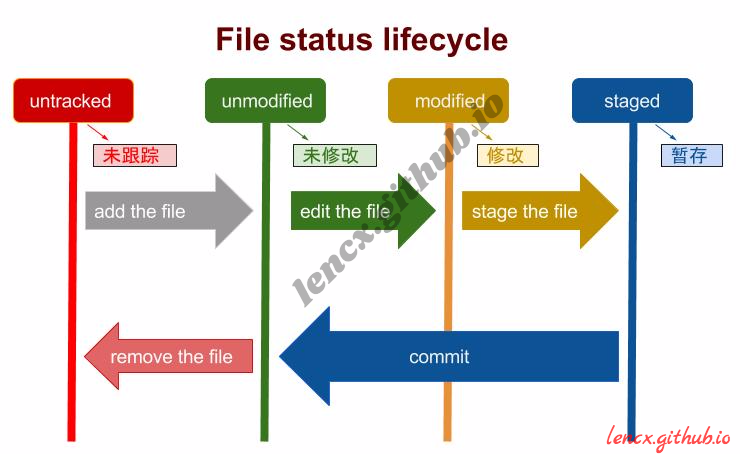 File status lifecycle
untracked
unmodified
modified
staged
未跟踪
未修改
修改
暂存
add the file
edit the file
stage the file
remove the file
commit
lencx.github.io
lencx.github.io